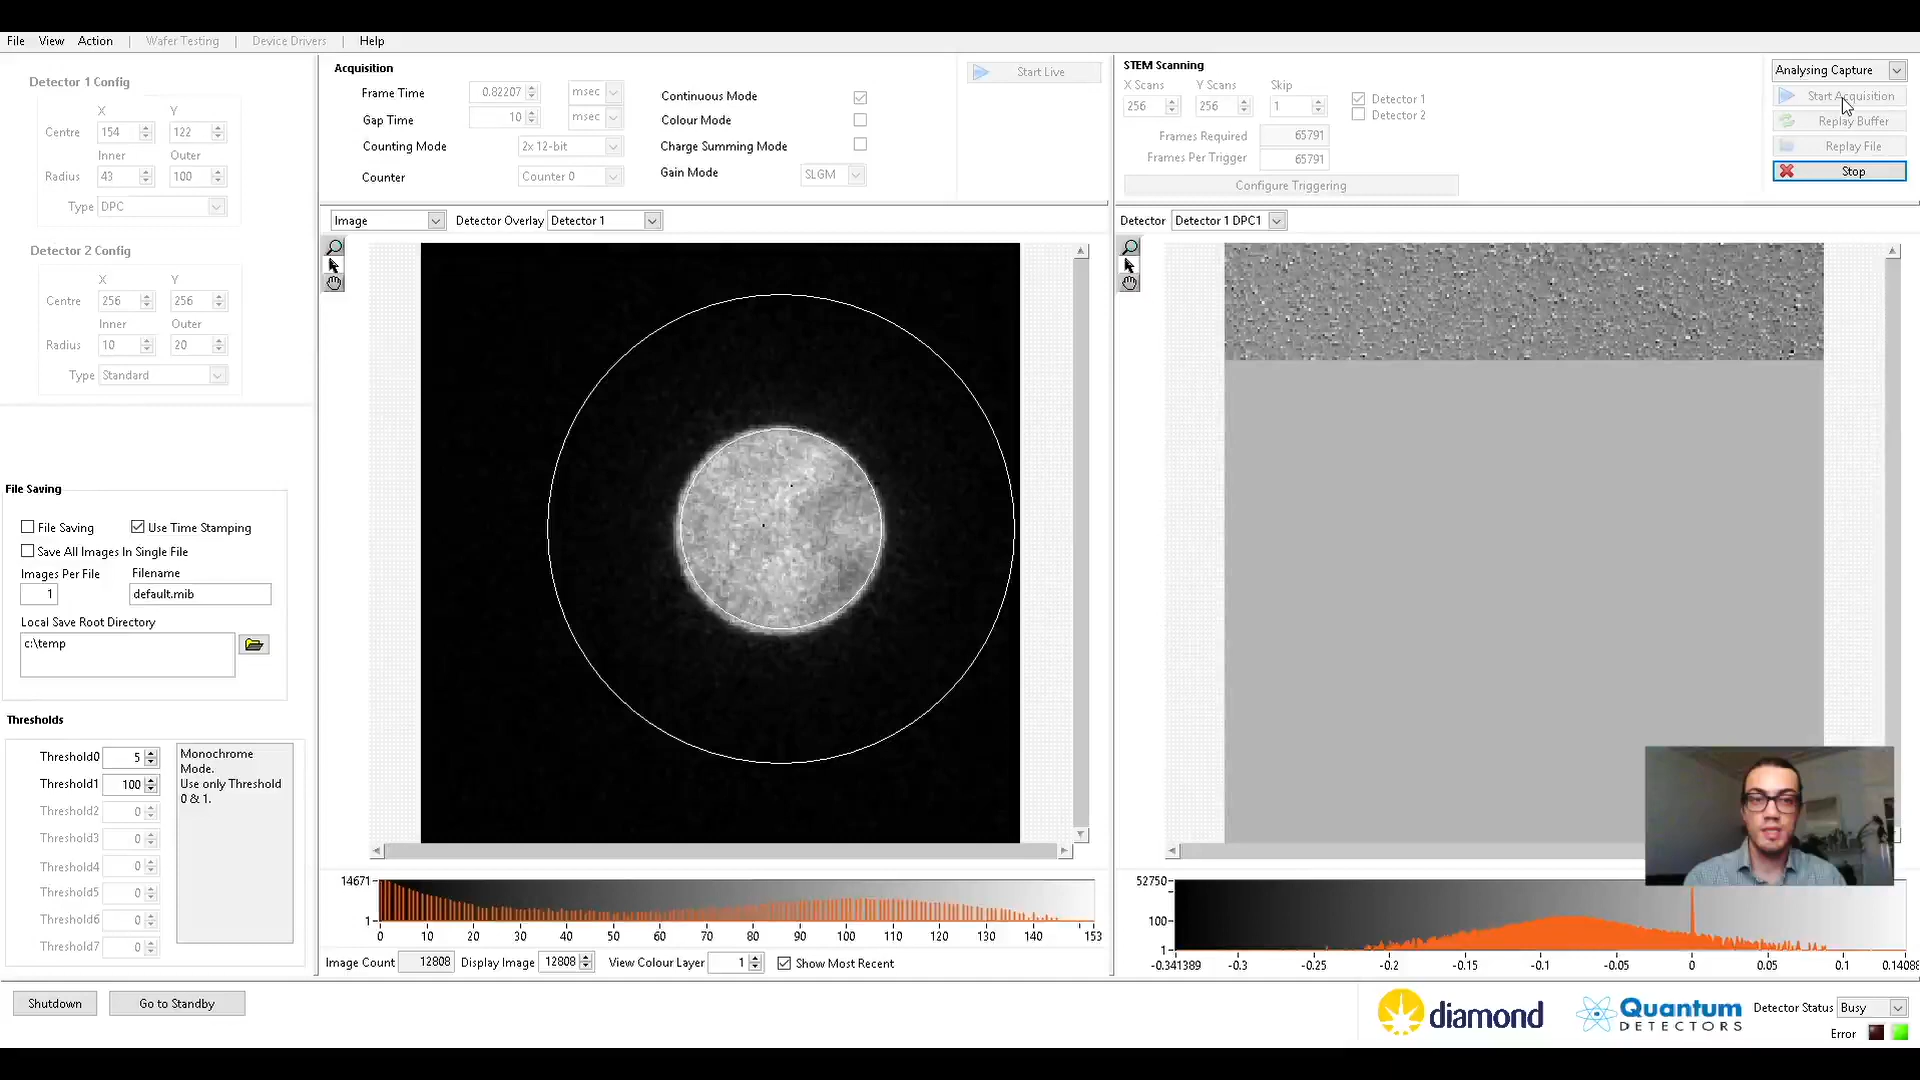 File View Action | Wafer Testing | Device Drivers | Help
Detector 1 Config
X Y
Centre 154 122
Inner Outer
Radius 43 100
Type DPC
Detector 2 Config
X Y
Centre 256 256
Inner Outer
Radius 10 20
Type Standard
File Saving
File Saving Use Time Stamping
Save All Images In Single File
Images Per File Filename
1 default.mib
Local Save Root Directory
c:\temp
Thresholds
Threshold0 5
Threshold1 100
Threshold2 0
Threshold3 0
Threshold4 0
Threshold5 0
Threshold6 0
Threshold7 0
Monochrome
Mode.
Use only Threshold
0 & 1.
Shutdown Go to Standby
Acquisition
Frame Time 0.82207 msec
Gap Time 10 msec
Counting Mode 2x 12-bit
Counter Counter 0
Continuous Mode
Colour Mode
Charge Summing Mode
Gain Mode SLGM
Start Live
Image Detector Overlay Detector 1
14671
1
0 10 20 30 40 50 60 70 80 90 100 110 120 130 140 153
Image Count 12808 Display Image 12808 View Colour Layer 1 Show Most Recent
STEM Scanning
X Scans Y Scans Skip
256 256 1
Detector 1
Detector 2
Frames Required 65791
Frames Per Trigger 65791
Configure Triggering
Analysing Capture
Start Acquisition
Replay Buffer
Replay File
Stop
Detector Detector 1 DPC1
52750
100
1
-0.341389 -0.3 -0.25 -0.2 -0.15 -0.1 -0.05 0 0.05 0.1
diamond
Quantum
DETECTORS
Detector Status Busy
Error